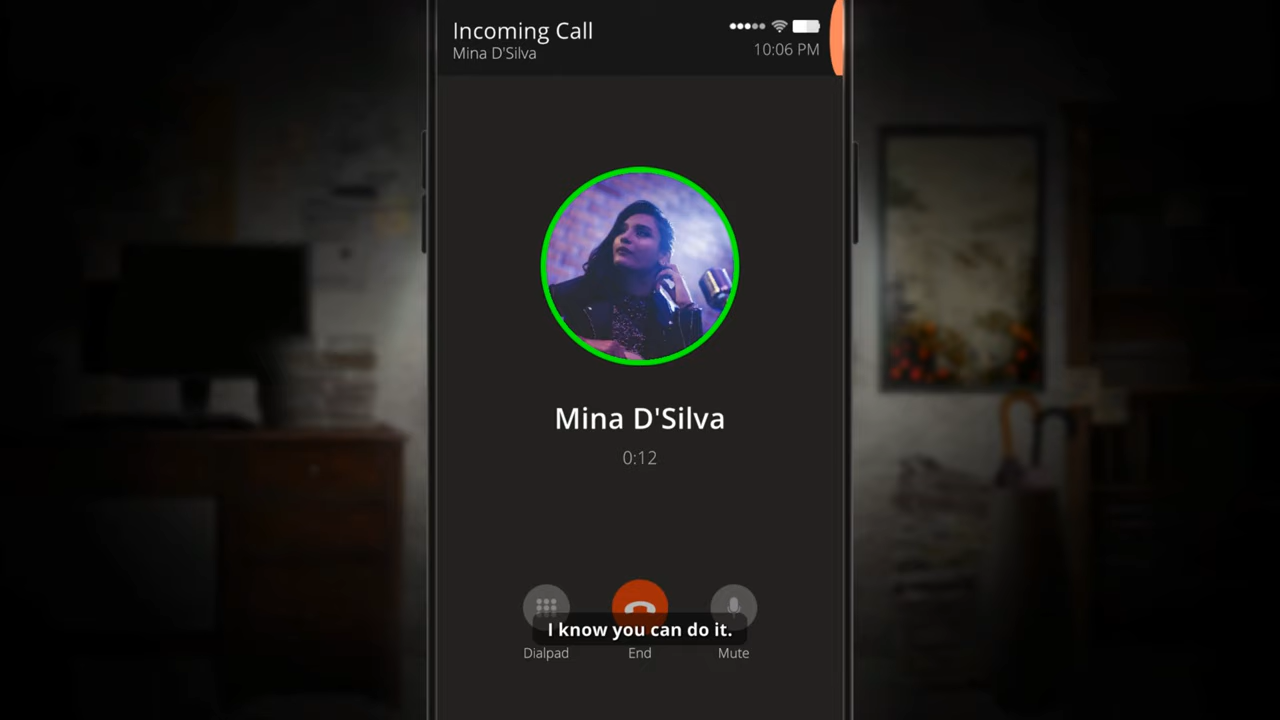 Incoming Call
Mina D'Silva
10:06 PM
Mina D'Silva
0:12
I know you can do it.
Dialpad
End
Mute